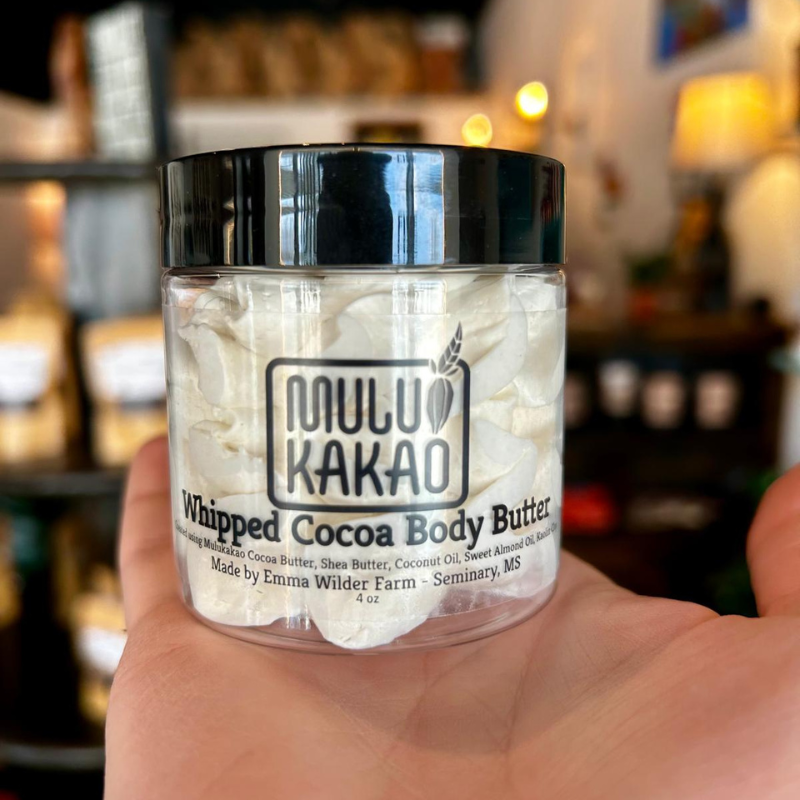 MULU
KAKAO
Whipped Cocoa Body Butter
using Mulukakao Cocoa Butter, Shea Butter, Coconut Oil, Sweet Almond Oil,
Made by Emma Wilder Farm - Seminary, MS
4 oz